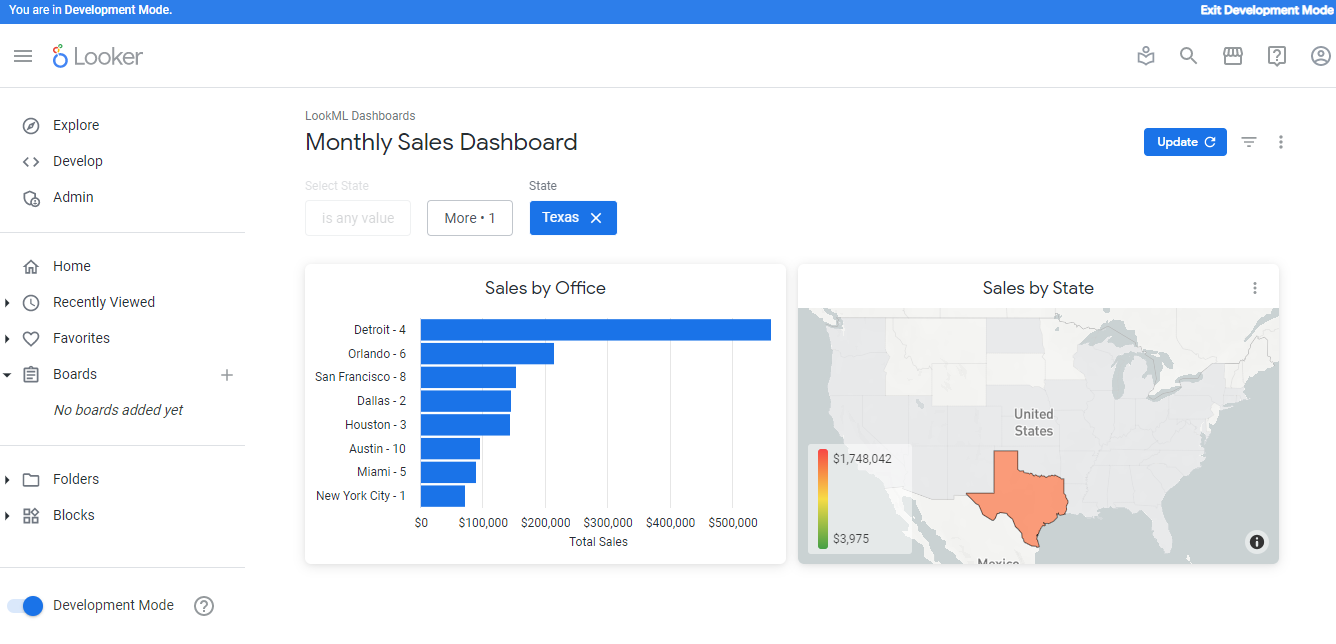 You are in Development Mode.
Exit Development Mode
Looker
Explore
Develop
Admin
Home
Recently Viewed
Favorites
Boards
No boards added yet
Folders
Blocks
Development Mode
LookML Dashboards
Monthly Sales Dashboard
Update
Select State
is any value
More • 1
State
Texas
Sales by Office
Detroit - 4
Orlando - 6
San Francisco - 8
Dallas - 2
Houston - 3
Austin - 10
Miami - 5
New York City - 1
$0 $100,000 $200,000 $300,000 $400,000 $500,000
Total Sales
Sales by State
United
States
$1,748,042
$3,975
Mexico